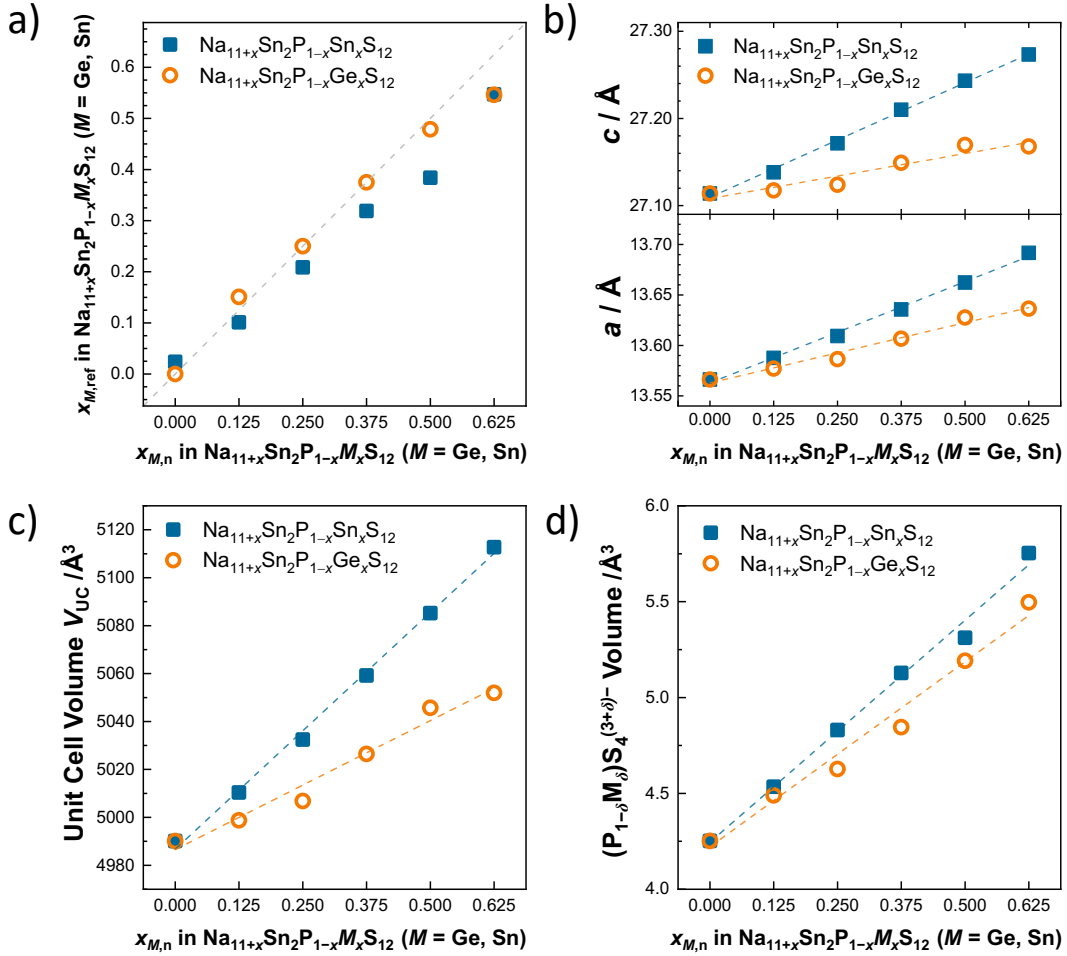 a)
x_M,ref in Na₁₁₊ₓSn₂P₁₋ₓMₓS₁₂ (M = Ge, Sn)
0.6
0.5
0.4
0.3
0.2
0.1
0.0
Na₁₁₊ₓSn₂P₁₋ₓSnₓS₁₂
Na₁₁₊ₓSn₂P₁₋ₓGeₓS₁₂
0.000 0.125 0.250 0.375 0.500 0.625
x_M,n in Na₁₁₊ₓSn₂P₁₋ₓMₓS₁₂ (M = Ge, Sn)
b)
c / Å
27.30
27.20
27.10
Na₁₁₊ₓSn₂P₁₋ₓSnₓS₁₂
Na₁₁₊ₓSn₂P₁₋ₓGeₓS₁₂
a / Å
13.70
13.65
13.60
13.55
0.000 0.125 0.250 0.375 0.500 0.625
x_M,n in Na₁₁₊ₓSn₂P₁₋ₓMₓS₁₂ (M = Ge, Sn)
c)
Unit Cell Volume V_UC /Å³
5120
5100
5080
5060
5040
5020
5000
4980
Na₁₁₊ₓSn₂P₁₋ₓSnₓS₁₂
Na₁₁₊ₓSn₂P₁₋ₓGeₓS₁₂
0.000 0.125 0.250 0.375 0.500 0.625
x_M,n in Na₁₁₊ₓSn₂P₁₋ₓMₓS₁₂ (M = Ge, Sn)
d)
(P_1−δM_δ)S₄^(3+δ)− Volume /Å³
6.0
5.5
5.0
4.5
4.0
Na₁₁₊ₓSn₂P₁₋ₓSnₓS₁₂
Na₁₁₊ₓSn₂P₁₋ₓGeₓS₁₂
0.000 0.125 0.250 0.375 0.500 0.625
x_M,n in Na₁₁₊ₓSn₂P₁₋ₓMₓS₁₂ (M = Ge, Sn)